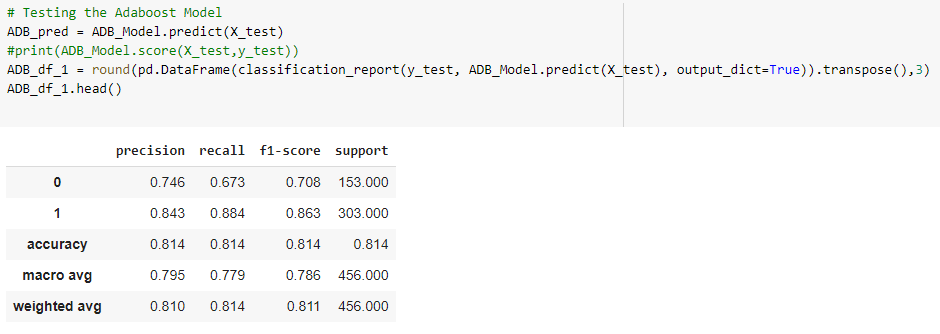 # Testing the Adaboost Model
ADB_pred = ADB_Model.predict(X_test)
#print(ADB_Model.score(X_test,y_test))
ADB_df_1 = round(pd.DataFrame(classification_report(y_test, ADB_Model.predict(X_test), output_dict=True)).transpose(),3)
ADB_df_1.head()
precision recall f1-score support
0 0.746 0.673 0.708 153.000
1 0.843 0.884 0.863 303.000
accuracy 0.814 0.814 0.814 0.814
macro avg 0.795 0.779 0.786 456.000
weighted avg 0.810 0.814 0.811 456.000